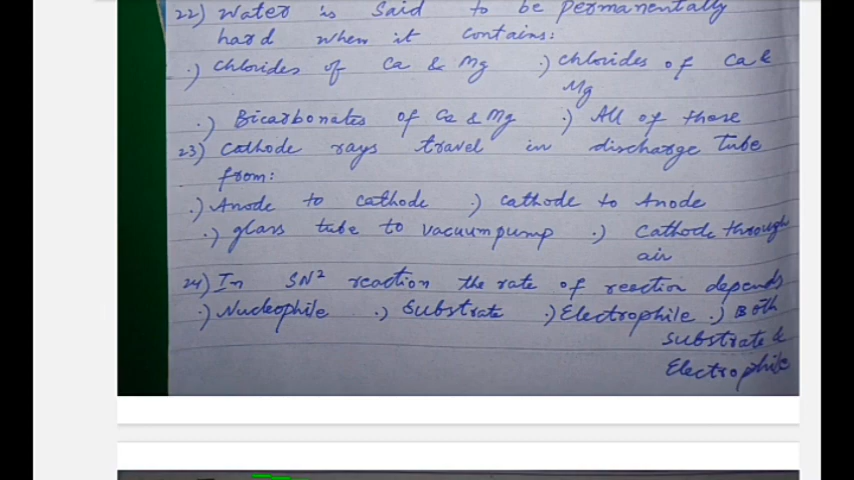 22) Water is said to be permanentally
hard when it contains:
.) chlorides of Ca & Mg .) chlorides of Ca &
Mg
.) Bicarbonates of Ca & Mg .) All of those
23) Cathode rays travel in discharge Tube
from:
.) Anode to cathode .) cathode to Anode
.) glass tube to vacuum pump .) Cathode through
air
24) In SN² reaction the rate of reaction depends
.) Nucleophile .) Substrate .) Electrophile .) Both
Substrate &
Electrophile